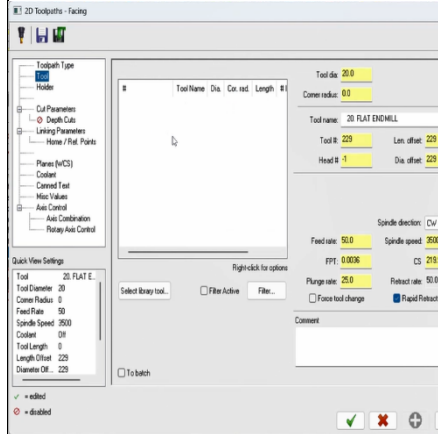 2D Toolpaths - Facing
Toolpath Type
Tool
Holder
Cut Parameters
Depth Cuts
Linking Parameters
Home / Ref. Points
Planes (WCS)
Coolant
Canned Text
Misc Values
Axis Control
Axis Combination
Rotary Axis Control
Quick View Settings
Tool 20. FLAT E...
Tool Diameter 20
Corner Radius 0
Feed Rate 50
Spindle Speed 3500
Coolant Off
Tool Length 0
Length Offset 229
Diameter Off... 229
= edited
= disabled
# Tool Name Dia. Cor. rad. Length
Right-click for options
Select library tool...
Filter Active
Filter...
To batch
Tool dia: 20.0
Corner radius: 0.0
Tool name: 20. FLAT ENDMILL
Tool #: 229 Len. offset: 229
Head # -1 Dia. offset: 229
Spindle direction: CW
Feed rate: 50.0 Spindle speed: 3500
FPT: 0.0036 CS 219.
Plunge rate: 25.0 Retract rate: 50.0
Force tool change Rapid Retract
Comment